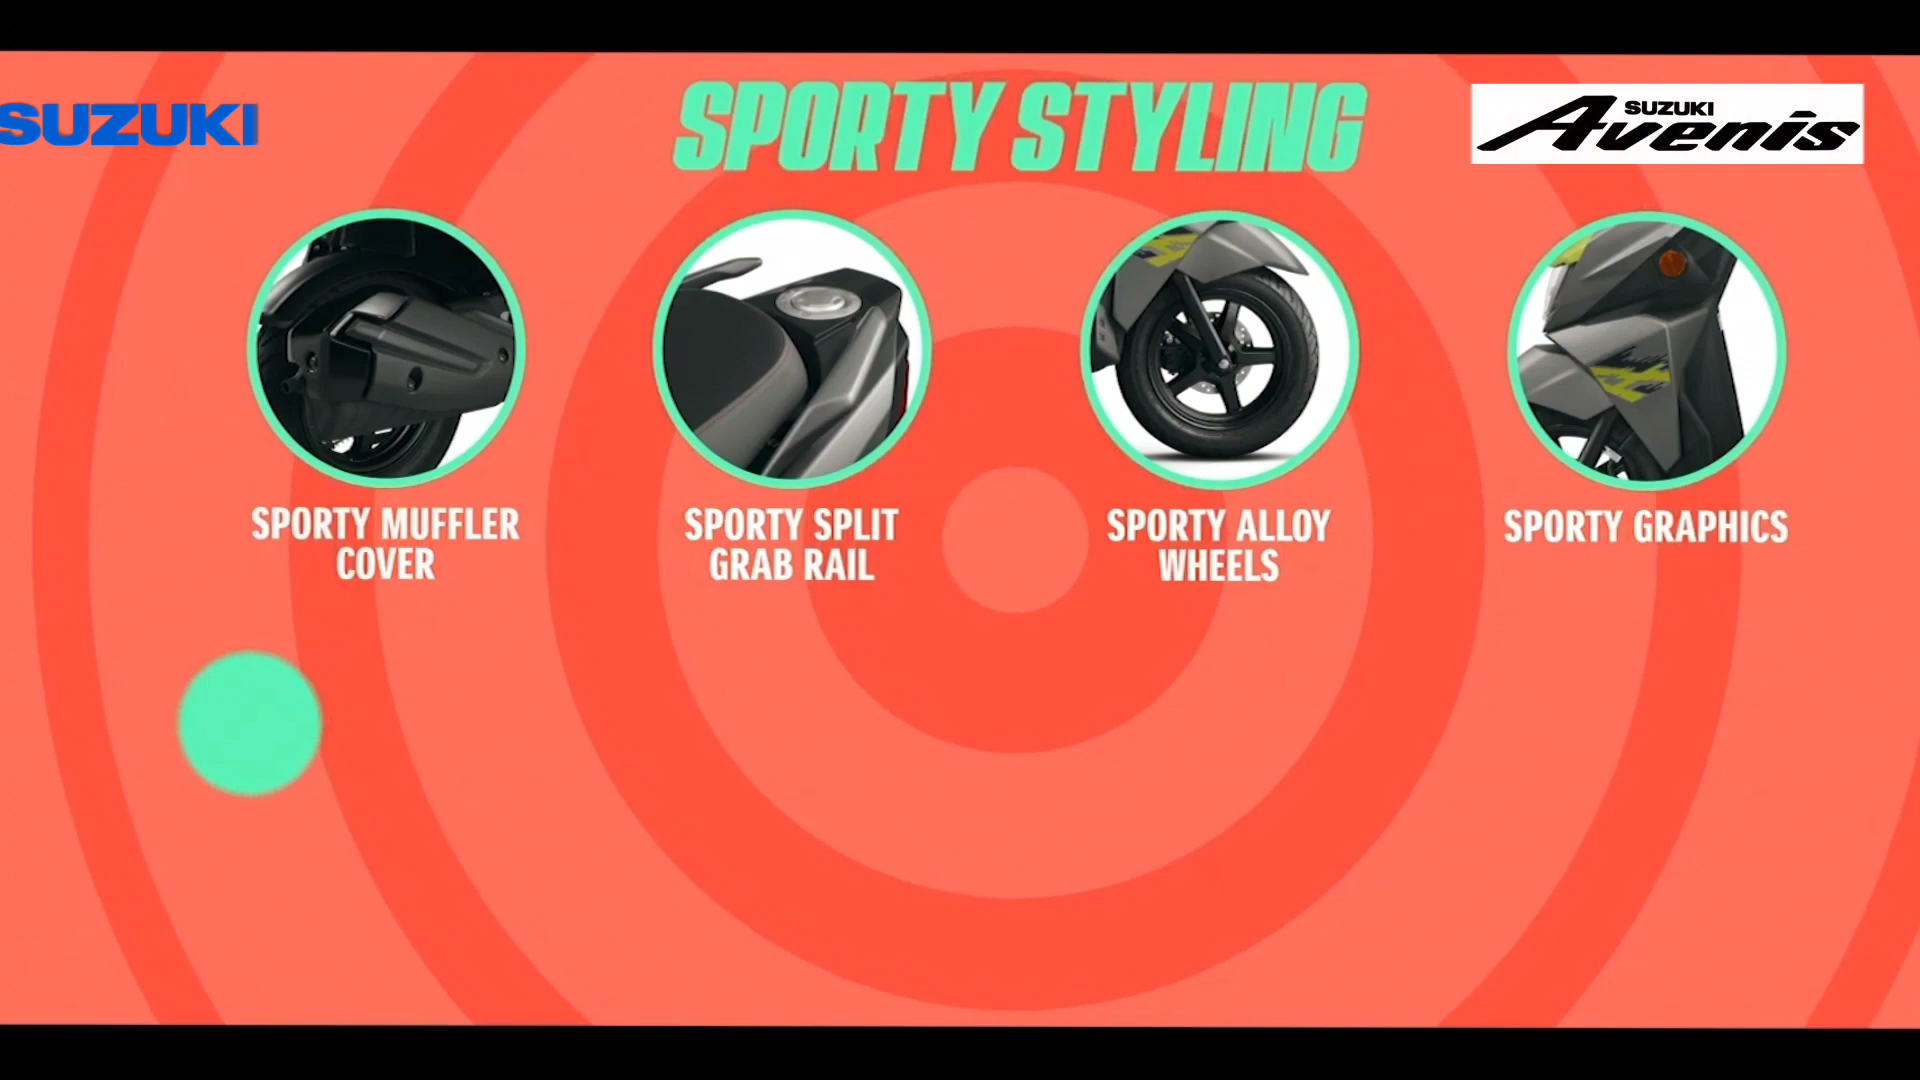 SPORTY STYLING
SUZUKI
SUZUKI
Avenis
SPORTY MUFFLER
COVER
SPORTY SPLIT
GRAB RAIL
SPORTY ALLOY
WHEELS
SPORTY GRAPHICS